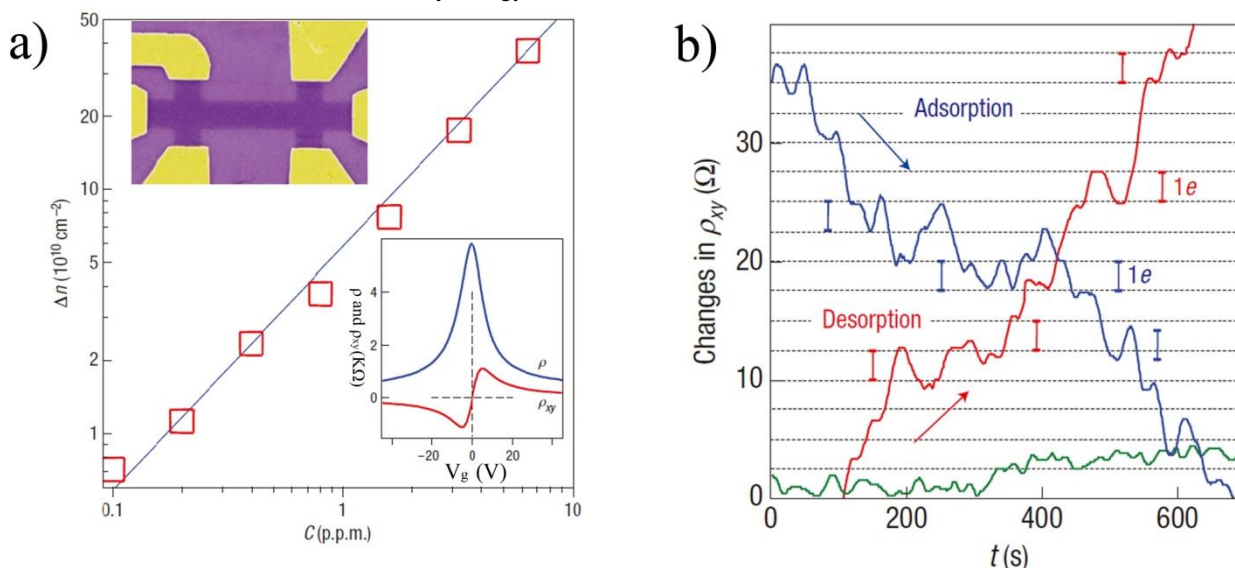 a)
50
40
20
10
5
2
1
Δn (10¹⁰ cm⁻²)
0.1
1
10
C (p.p.m.)
ρ and ρxy(KΩ)
4
2
0
ρ
ρxy
−20
0
20
Vg (V)
b)
Changes in ρxy (Ω)
30
20
10
0
Adsorption
1e
1e
Desorption
0
200
400
600
t (s)